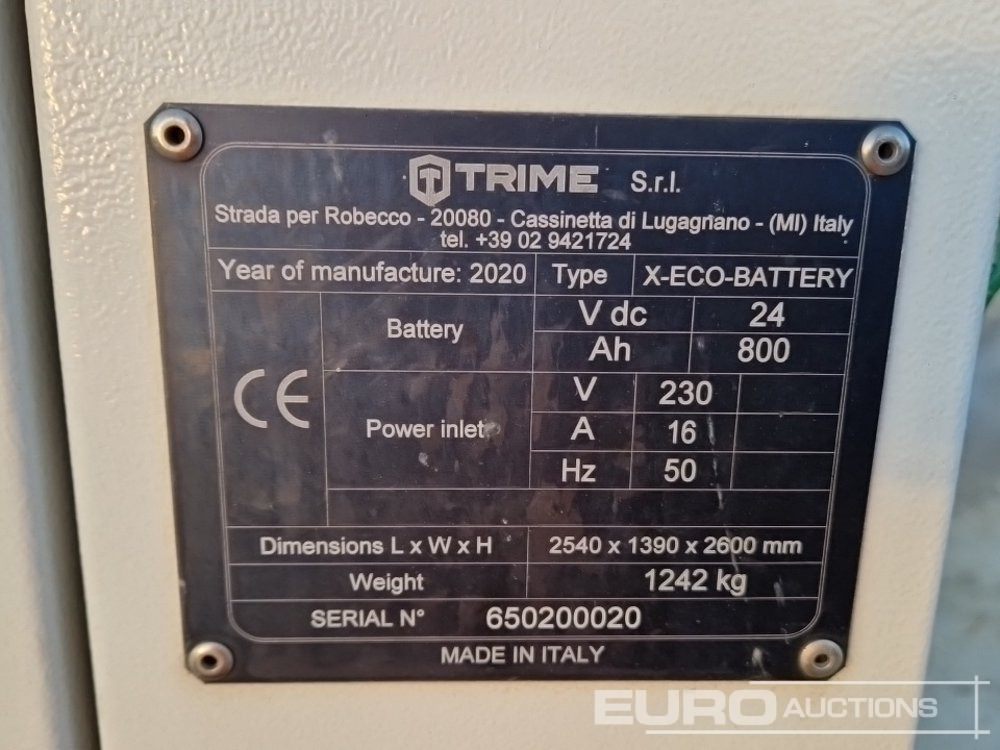 TRIME S.r.l.
Strada per Robecco - 20080 - Cassinetta di Lugagnano - (MI) Italy
tel. +39 02 9421724
Year of manufacture: 2020 Type X-ECO-BATTERY
CE
Battery
V dc 24
Ah 800
Power inlet
V 230
A 16
Hz 50
Dimensions L x W x H 2540 x 1390 x 2600 mm
Weight 1242 kg
SERIAL N° 650200020
MADE IN ITALY
EURO AUCTIONS